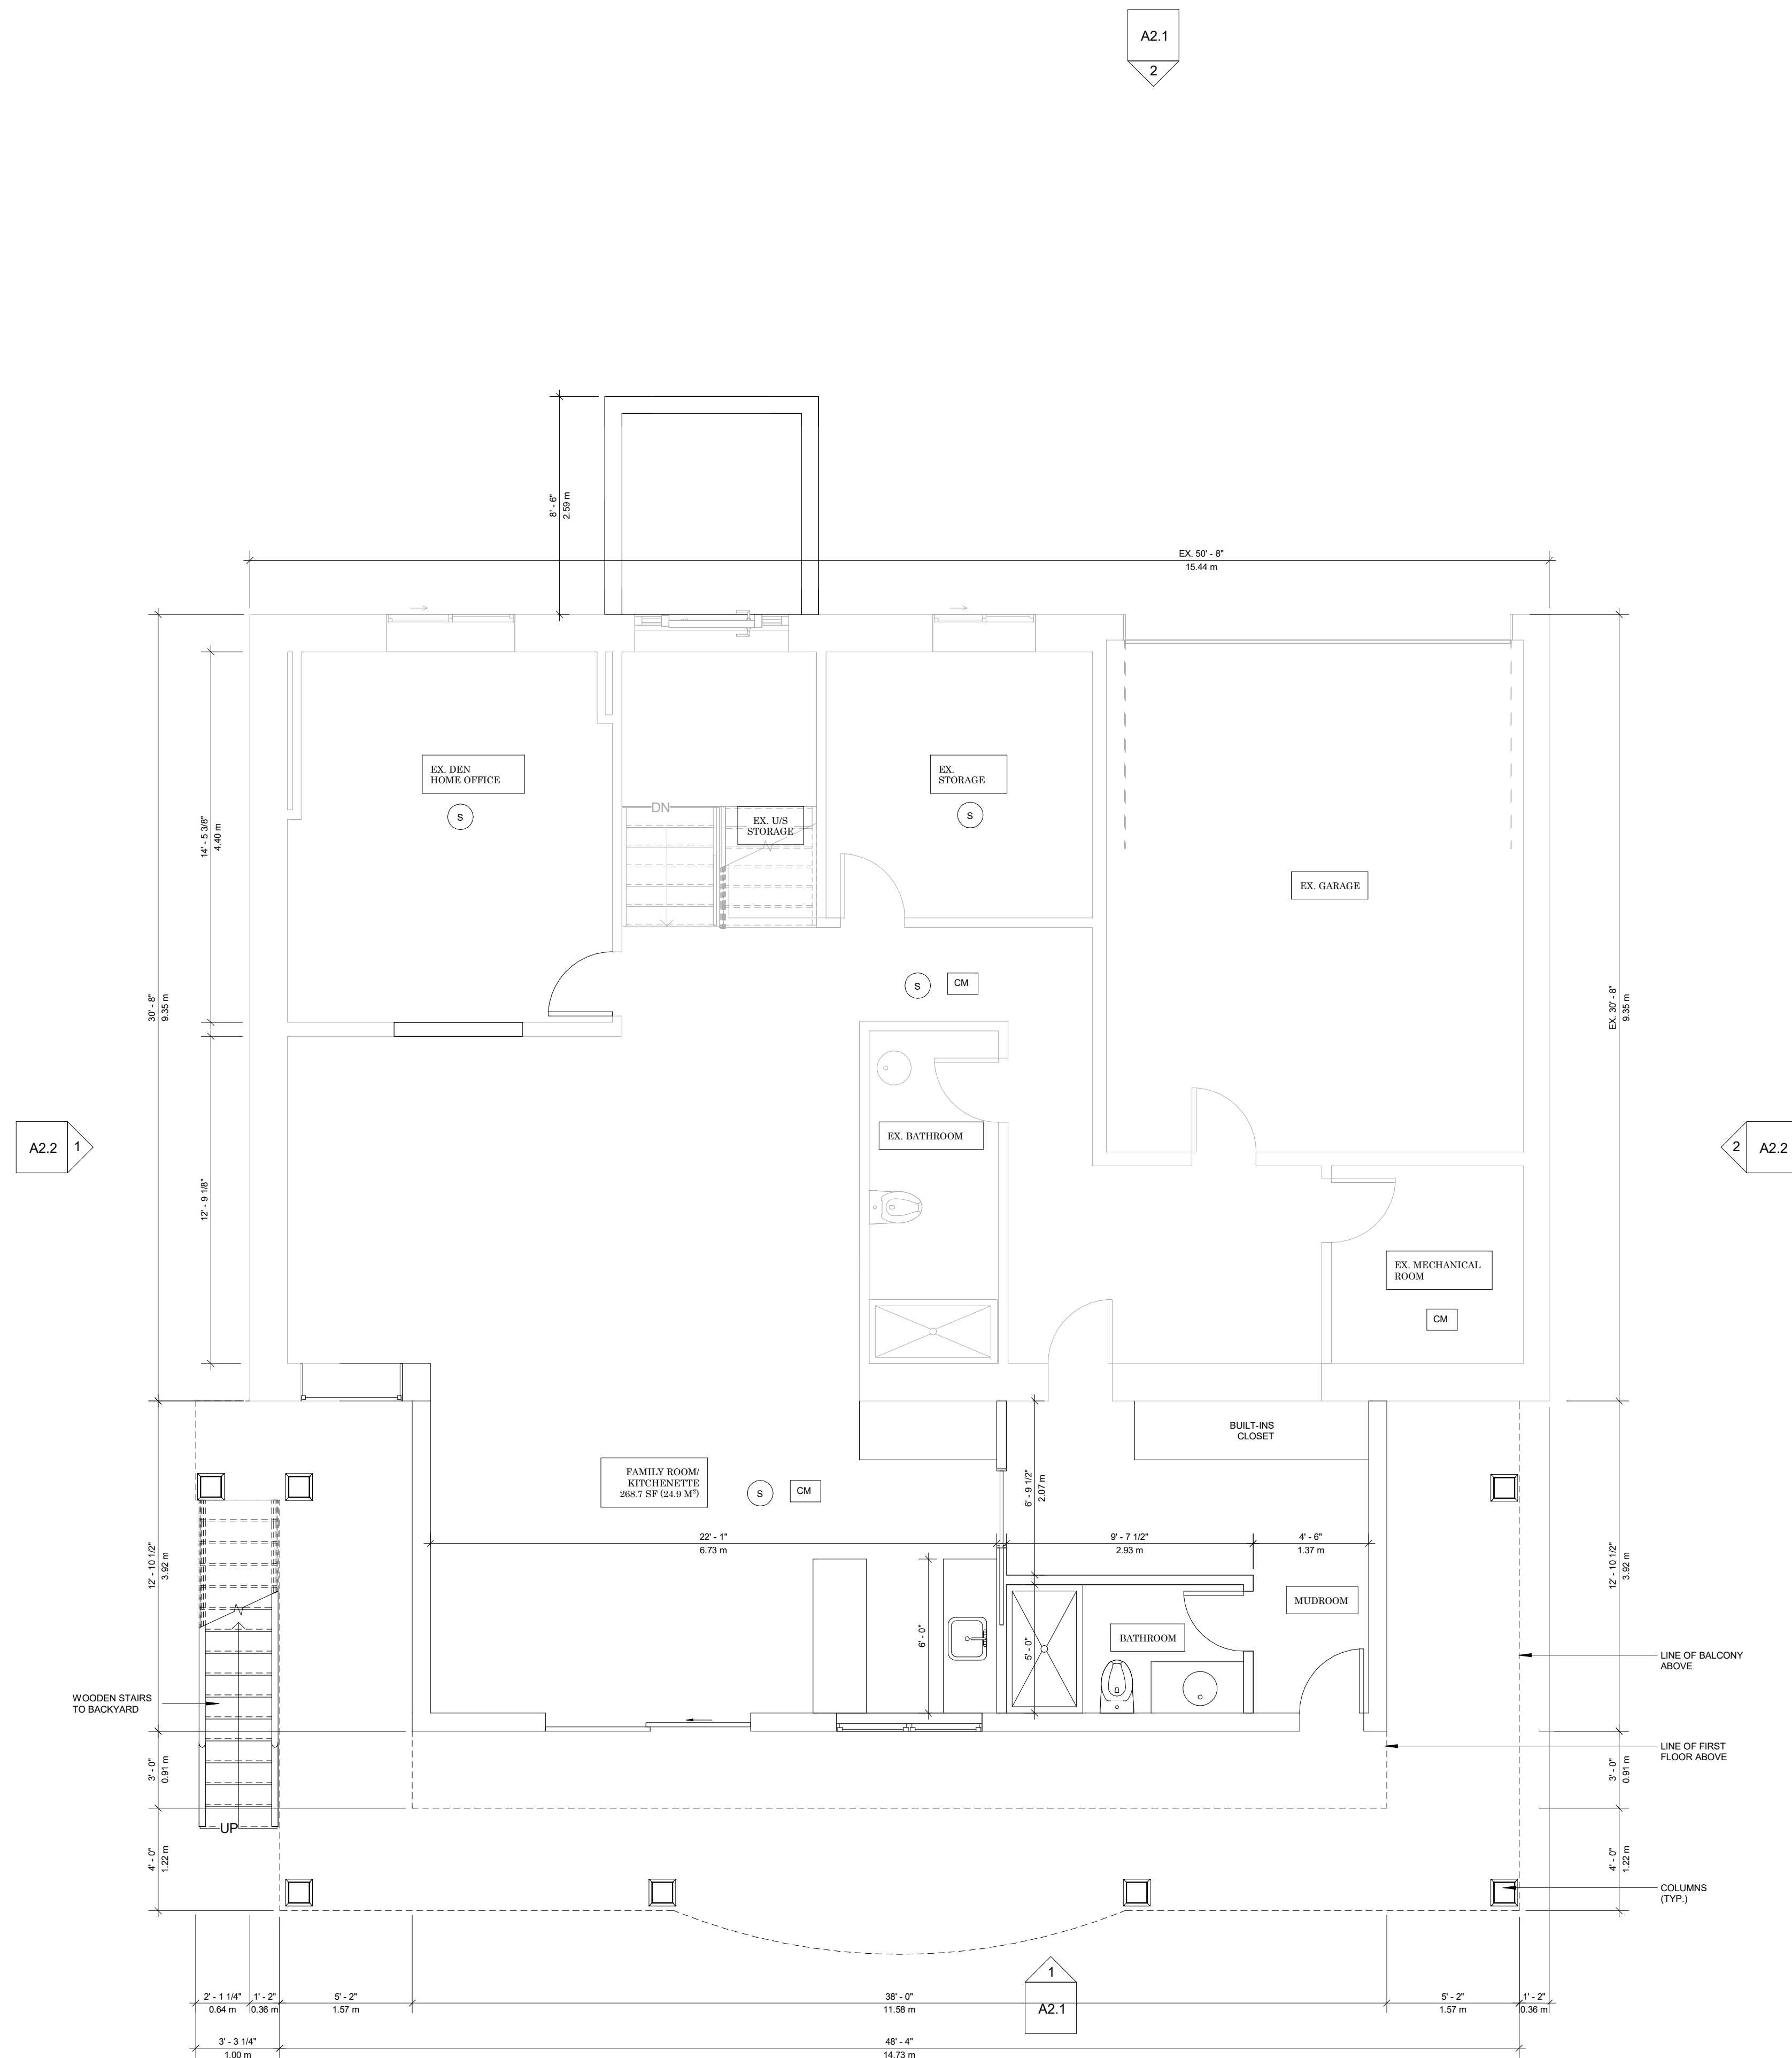 A2.1
2
8' - 6"
2.59 m
EX. 50' - 8"
15.44 m
EX. DEN
HOME OFFICE
S
DN
EX. U/S
STORAGE
EX.
STORAGE
S
14' - 5 3/8"
4.40 m
EX. GARAGE
30' - 8"
9.35 m
S
CM
EX. 30' - 8"
9.35 m
A2.2
1
EX. BATHROOM
2
A2.2
12' - 9 1/8"
EX. MECHANICAL
ROOM
CM
BUILT-INS
CLOSET
FAMILY ROOM/
KITCHENETTE
268.7 SF (24.9 M²)
S
CM
6' - 9 1/2"
2.07 m
22' - 1"
6.73 m
9' - 7 1/2"
2.93 m
4' - 6"
1.37 m
12' - 10 1/2"
3.92 m
12' - 10 1/2"
3.92 m
MUDROOM
6' - 0"
5' - 0"
BATHROOM
LINE OF BALCONY
ABOVE
WOODEN STAIRS
TO BACKYARD
LINE OF FIRST
FLOOR ABOVE
3' - 0"
0.91 m
3' - 0"
0.91 m
UP
4' - 0"
1.22 m
4' - 0"
1.22 m
COLUMNS
(TYP.)
1
A2.1
2' - 1 1/4"
0.64 m
1' - 2"
0.36 m
5' - 2"
1.57 m
38' - 0"
11.58 m
5' - 2"
1.57 m
1' - 2"
0.36 m
3' - 3 1/4"
1.00 m
48' - 4"
14.73 m